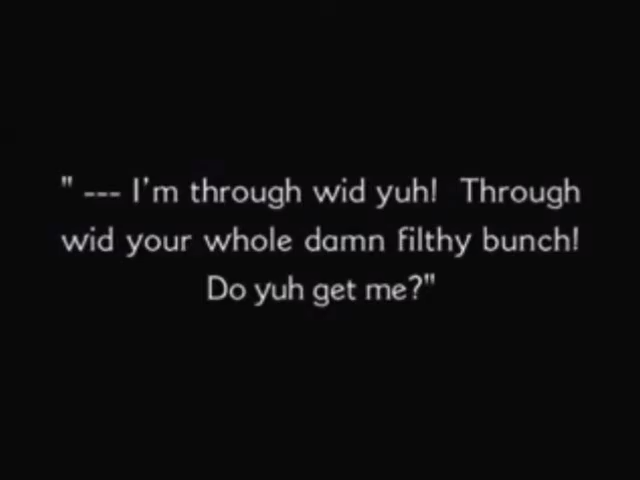 " --- I'm through wid yuh!  Through
wid your whole damn filthy bunch!
Do yuh get me?"